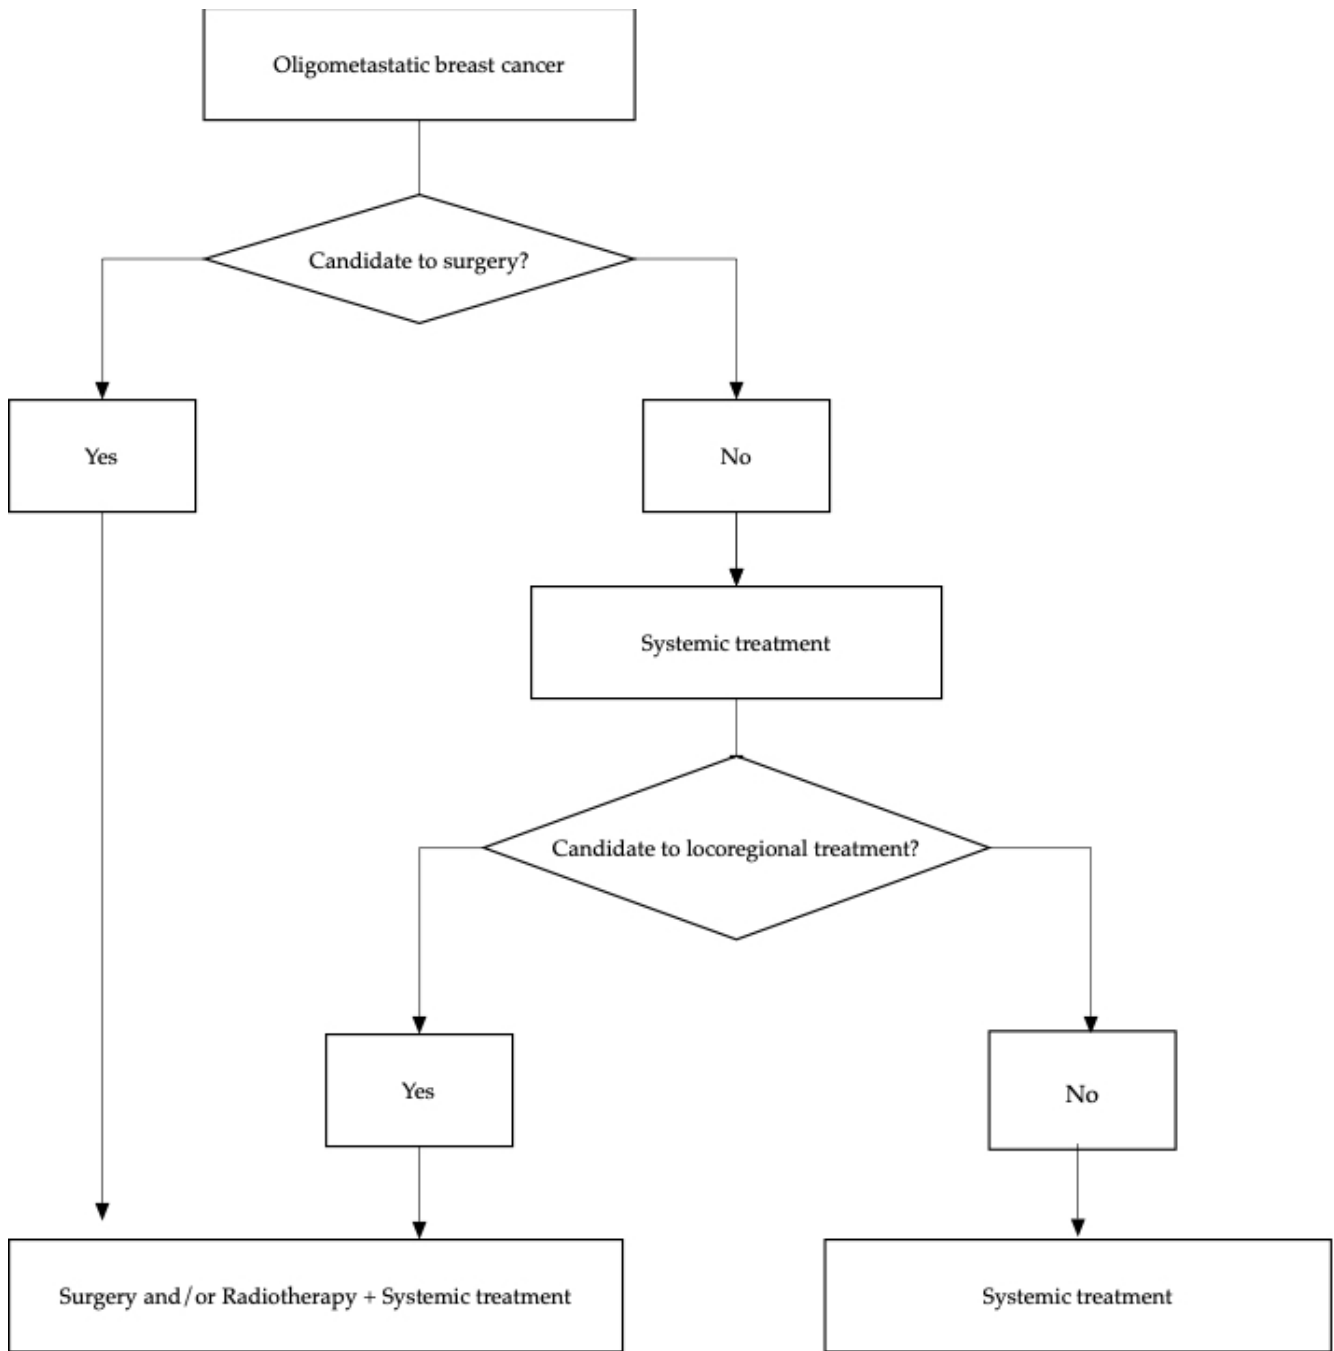 Oligometastatic breast cancer
Candidate to surgery?
Yes
No
Systemic treatment
Candidate to locoregional treatment?
Yes
No
Surgery and/or Radiotherapy + Systemic treatment
Systemic treatment